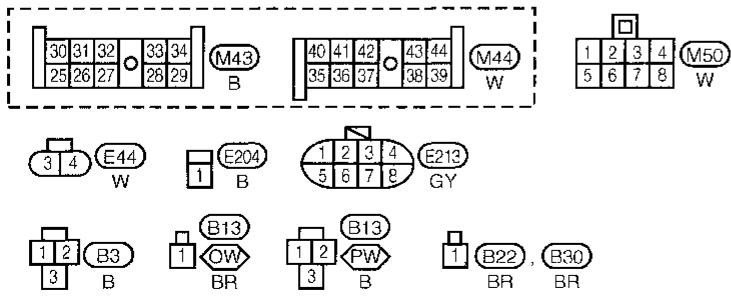 30 31 32 33 34 M43
25 26 27 28 29 B
40 41 42 43 44 M44
35 36 37 38 39 W
1 2 3 4 M50
5 6 7 8 W
3 4 E44
W
E204
1 B
1 2 3 4 E213
5 6 7 8 GY
1 2 B3
3 B
B13
1 OW
BR
B13
1 2 PW
3 B
1 B22 , B30
BR BR